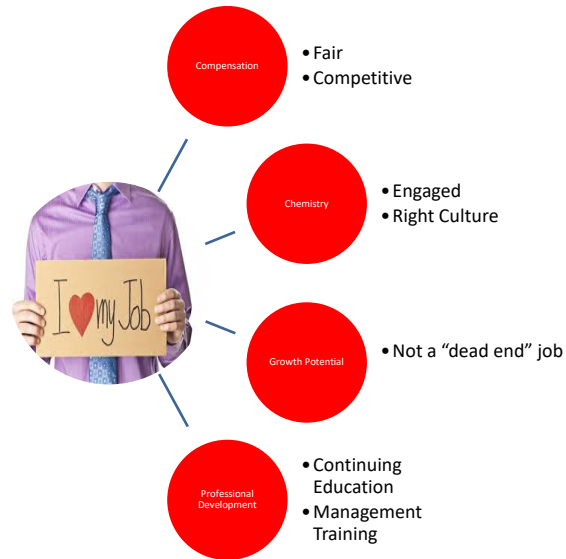 Compensation
• Fair
• Competitive
Chemistry
• Engaged
• Right Culture
I ♥ my Job
Growth Potential
• Not a “dead end” job
Professional
Development
• Continuing
Education
• Management
Training